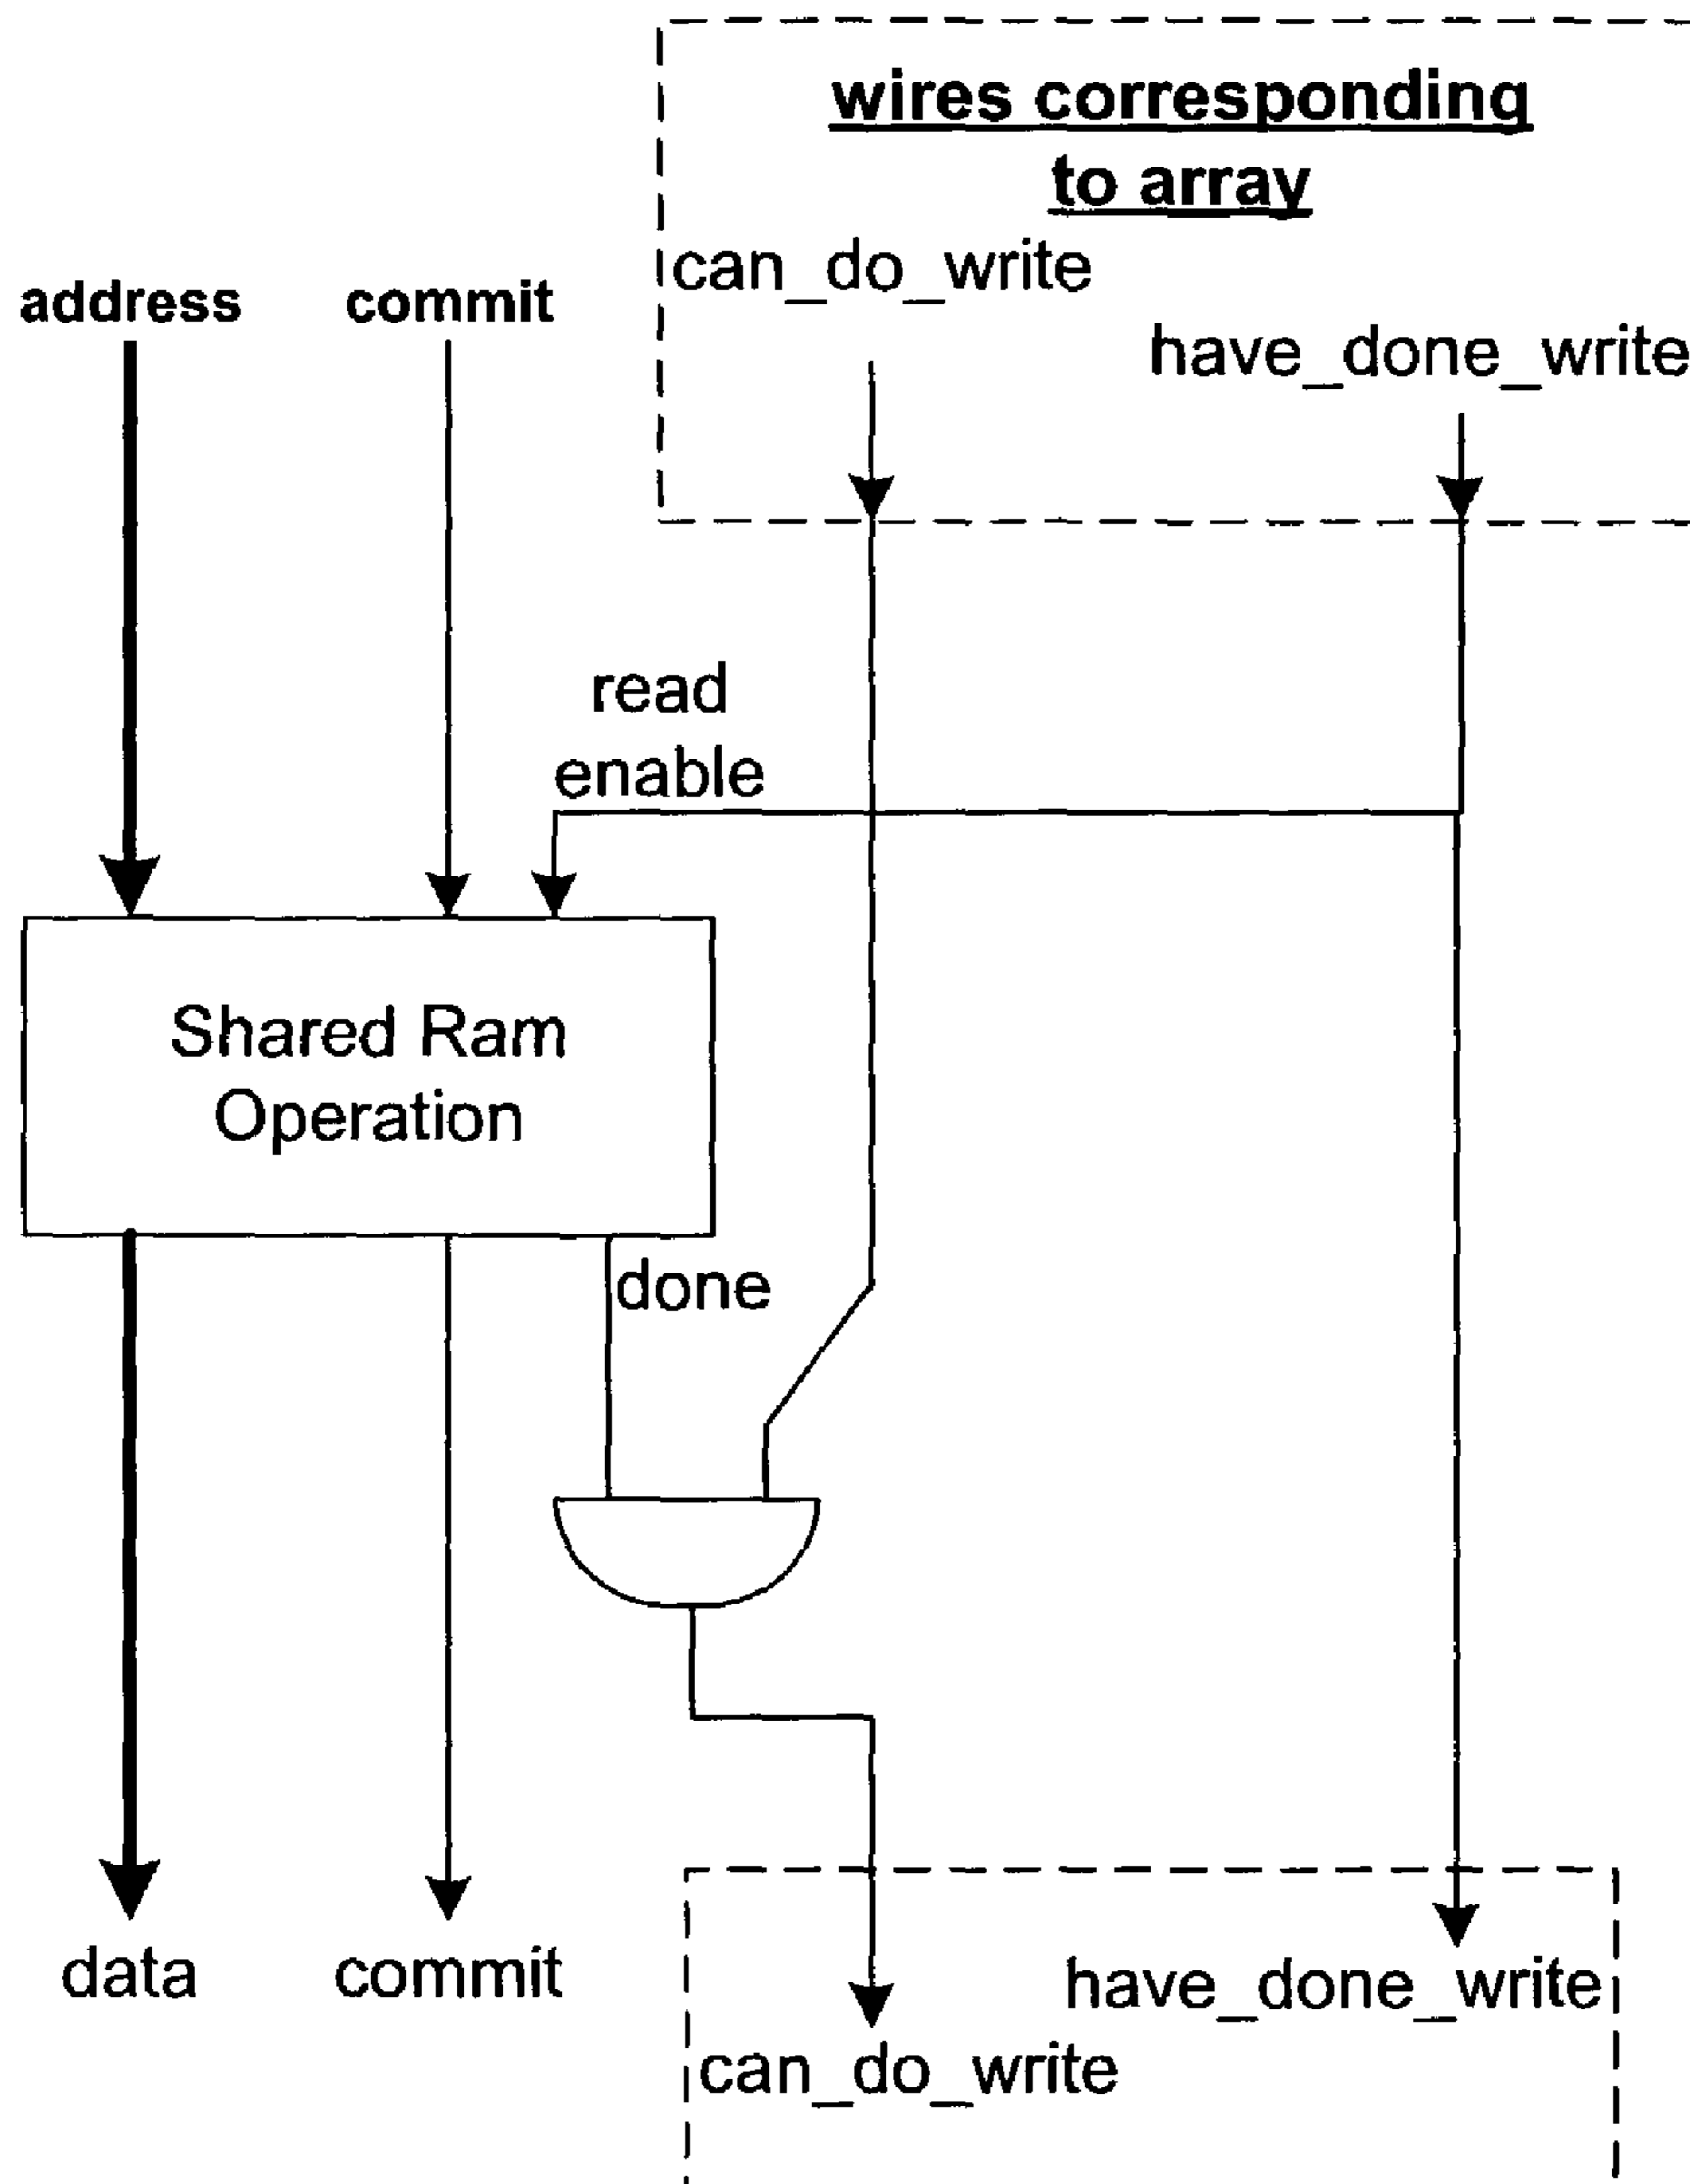 wires corresponding
to array
can_do_write
address commit
have_done_write
read
enable
Shared Ram
Operation
done
data commit
have_done_write
can_do_write